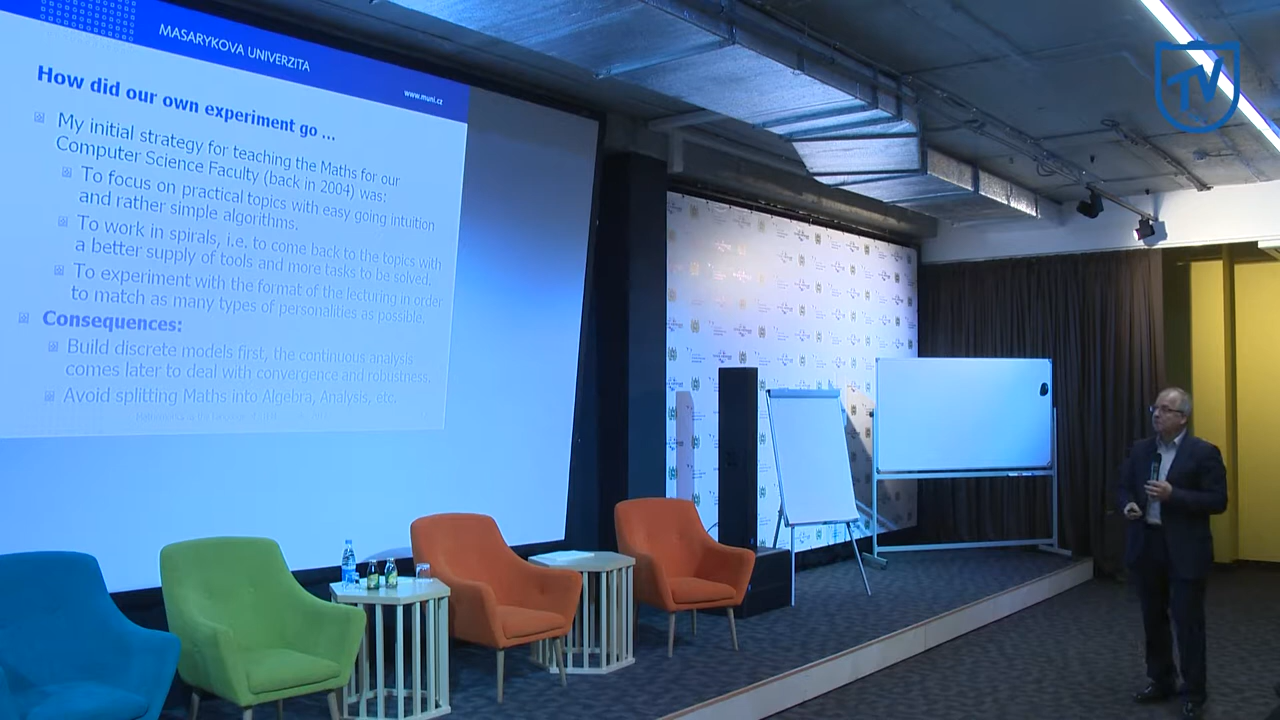 MASARYKOVA UNIVERZITA
www.muni.cz
How did our own experiment go ...
My initial strategy for teaching the Maths for our
Computer Science Faculty (back in 2004) was:
To focus on practical topics with easy going intuition
and rather simple algorithms.
To work in spirals, i.e. to come back to the topics with
a better supply of tools and more tasks to be solved.
To experiment with the format of the lecturing in order
to match as many types of personalities as possible.
Consequences:
Build discrete models first, the continuous analysis
comes later to deal with convergence and robustness.
Avoid splitting Maths into Algebra, Analysis, etc.
TV